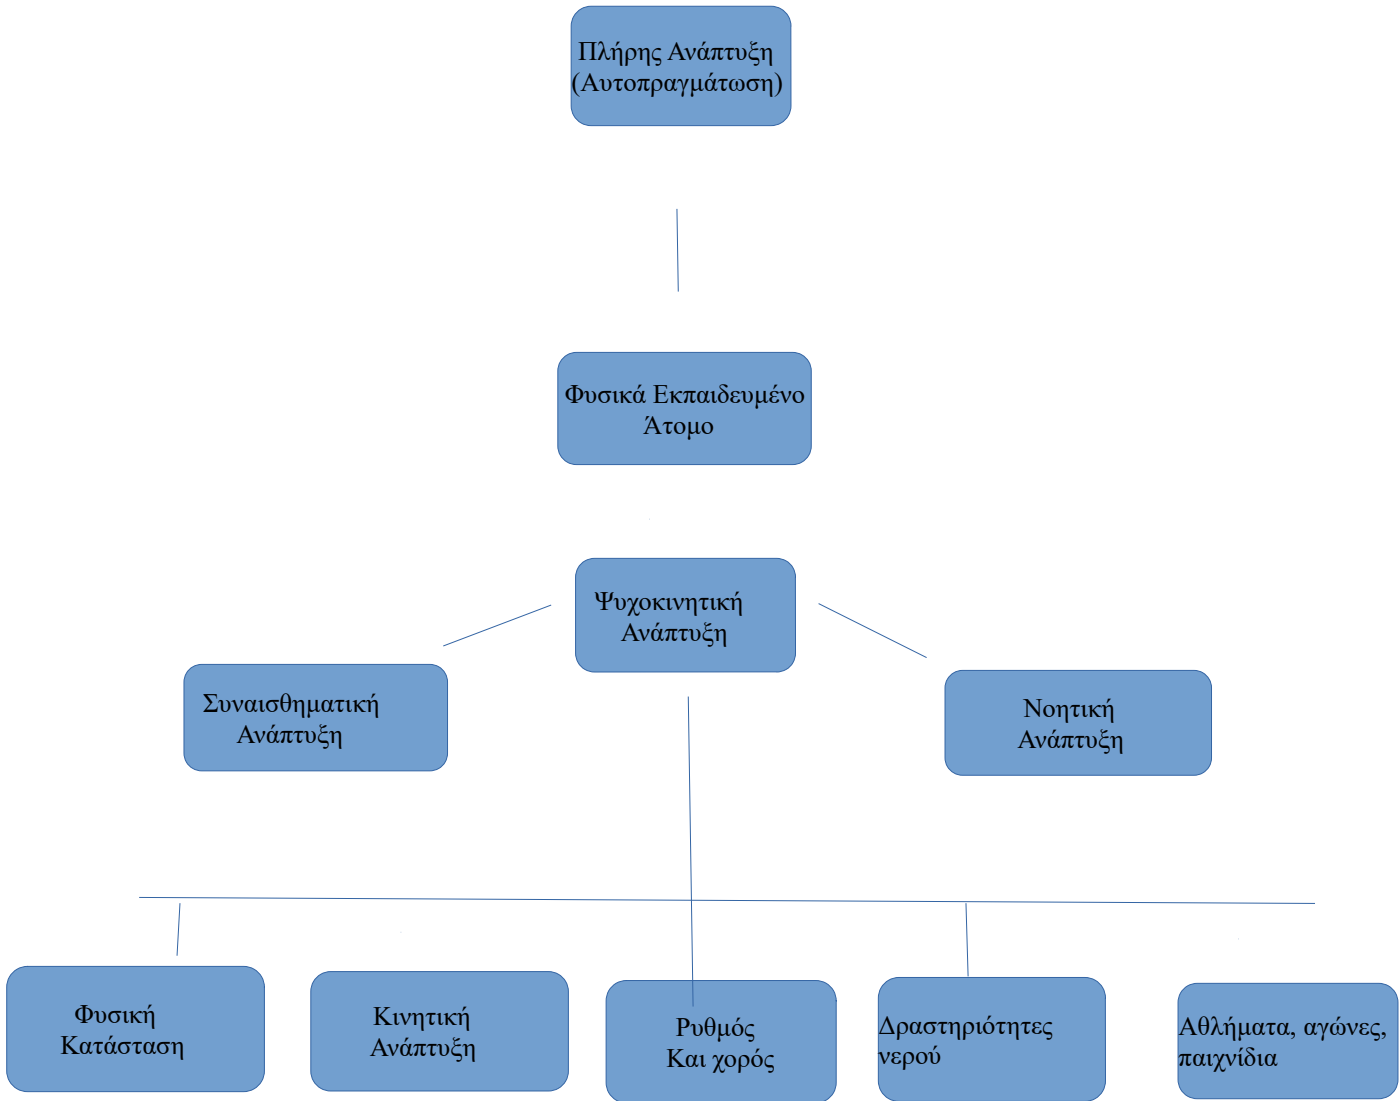 Πλήρης Ανάπτυξη
(Αυτοπραγμάτωση)
Φυσικά Εκπαιδευμένο
Άτομο
Ψυχοκινητική
Ανάπτυξη
Συναισθηματική
Ανάπτυξη
Νοητική
Ανάπτυξη
Φυσική
Κατάσταση
Κινητική
Ανάπτυξη
Ρυθμός
Και χορός
Δραστηριότητες
νερού
Αθλήματα, αγώνες,
παιχνίδια